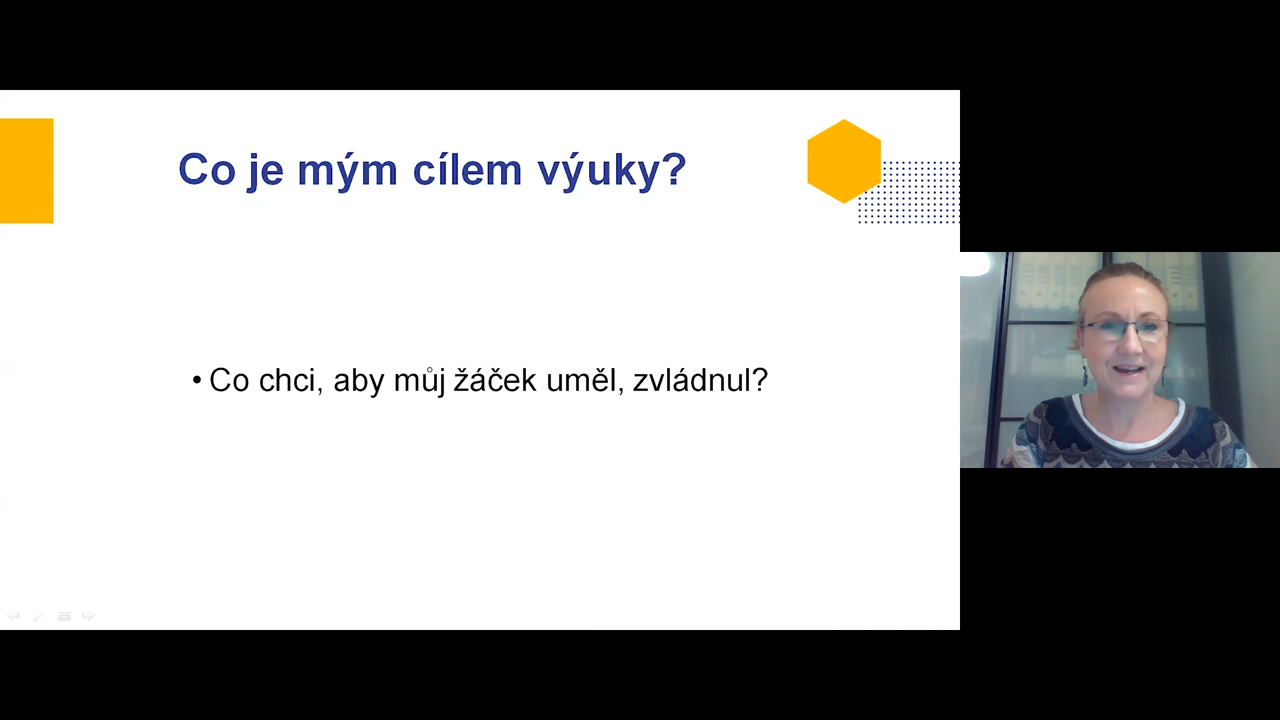 Co je mým cílem výuky?
• Co chci, aby můj žáček uměl, zvládnul?